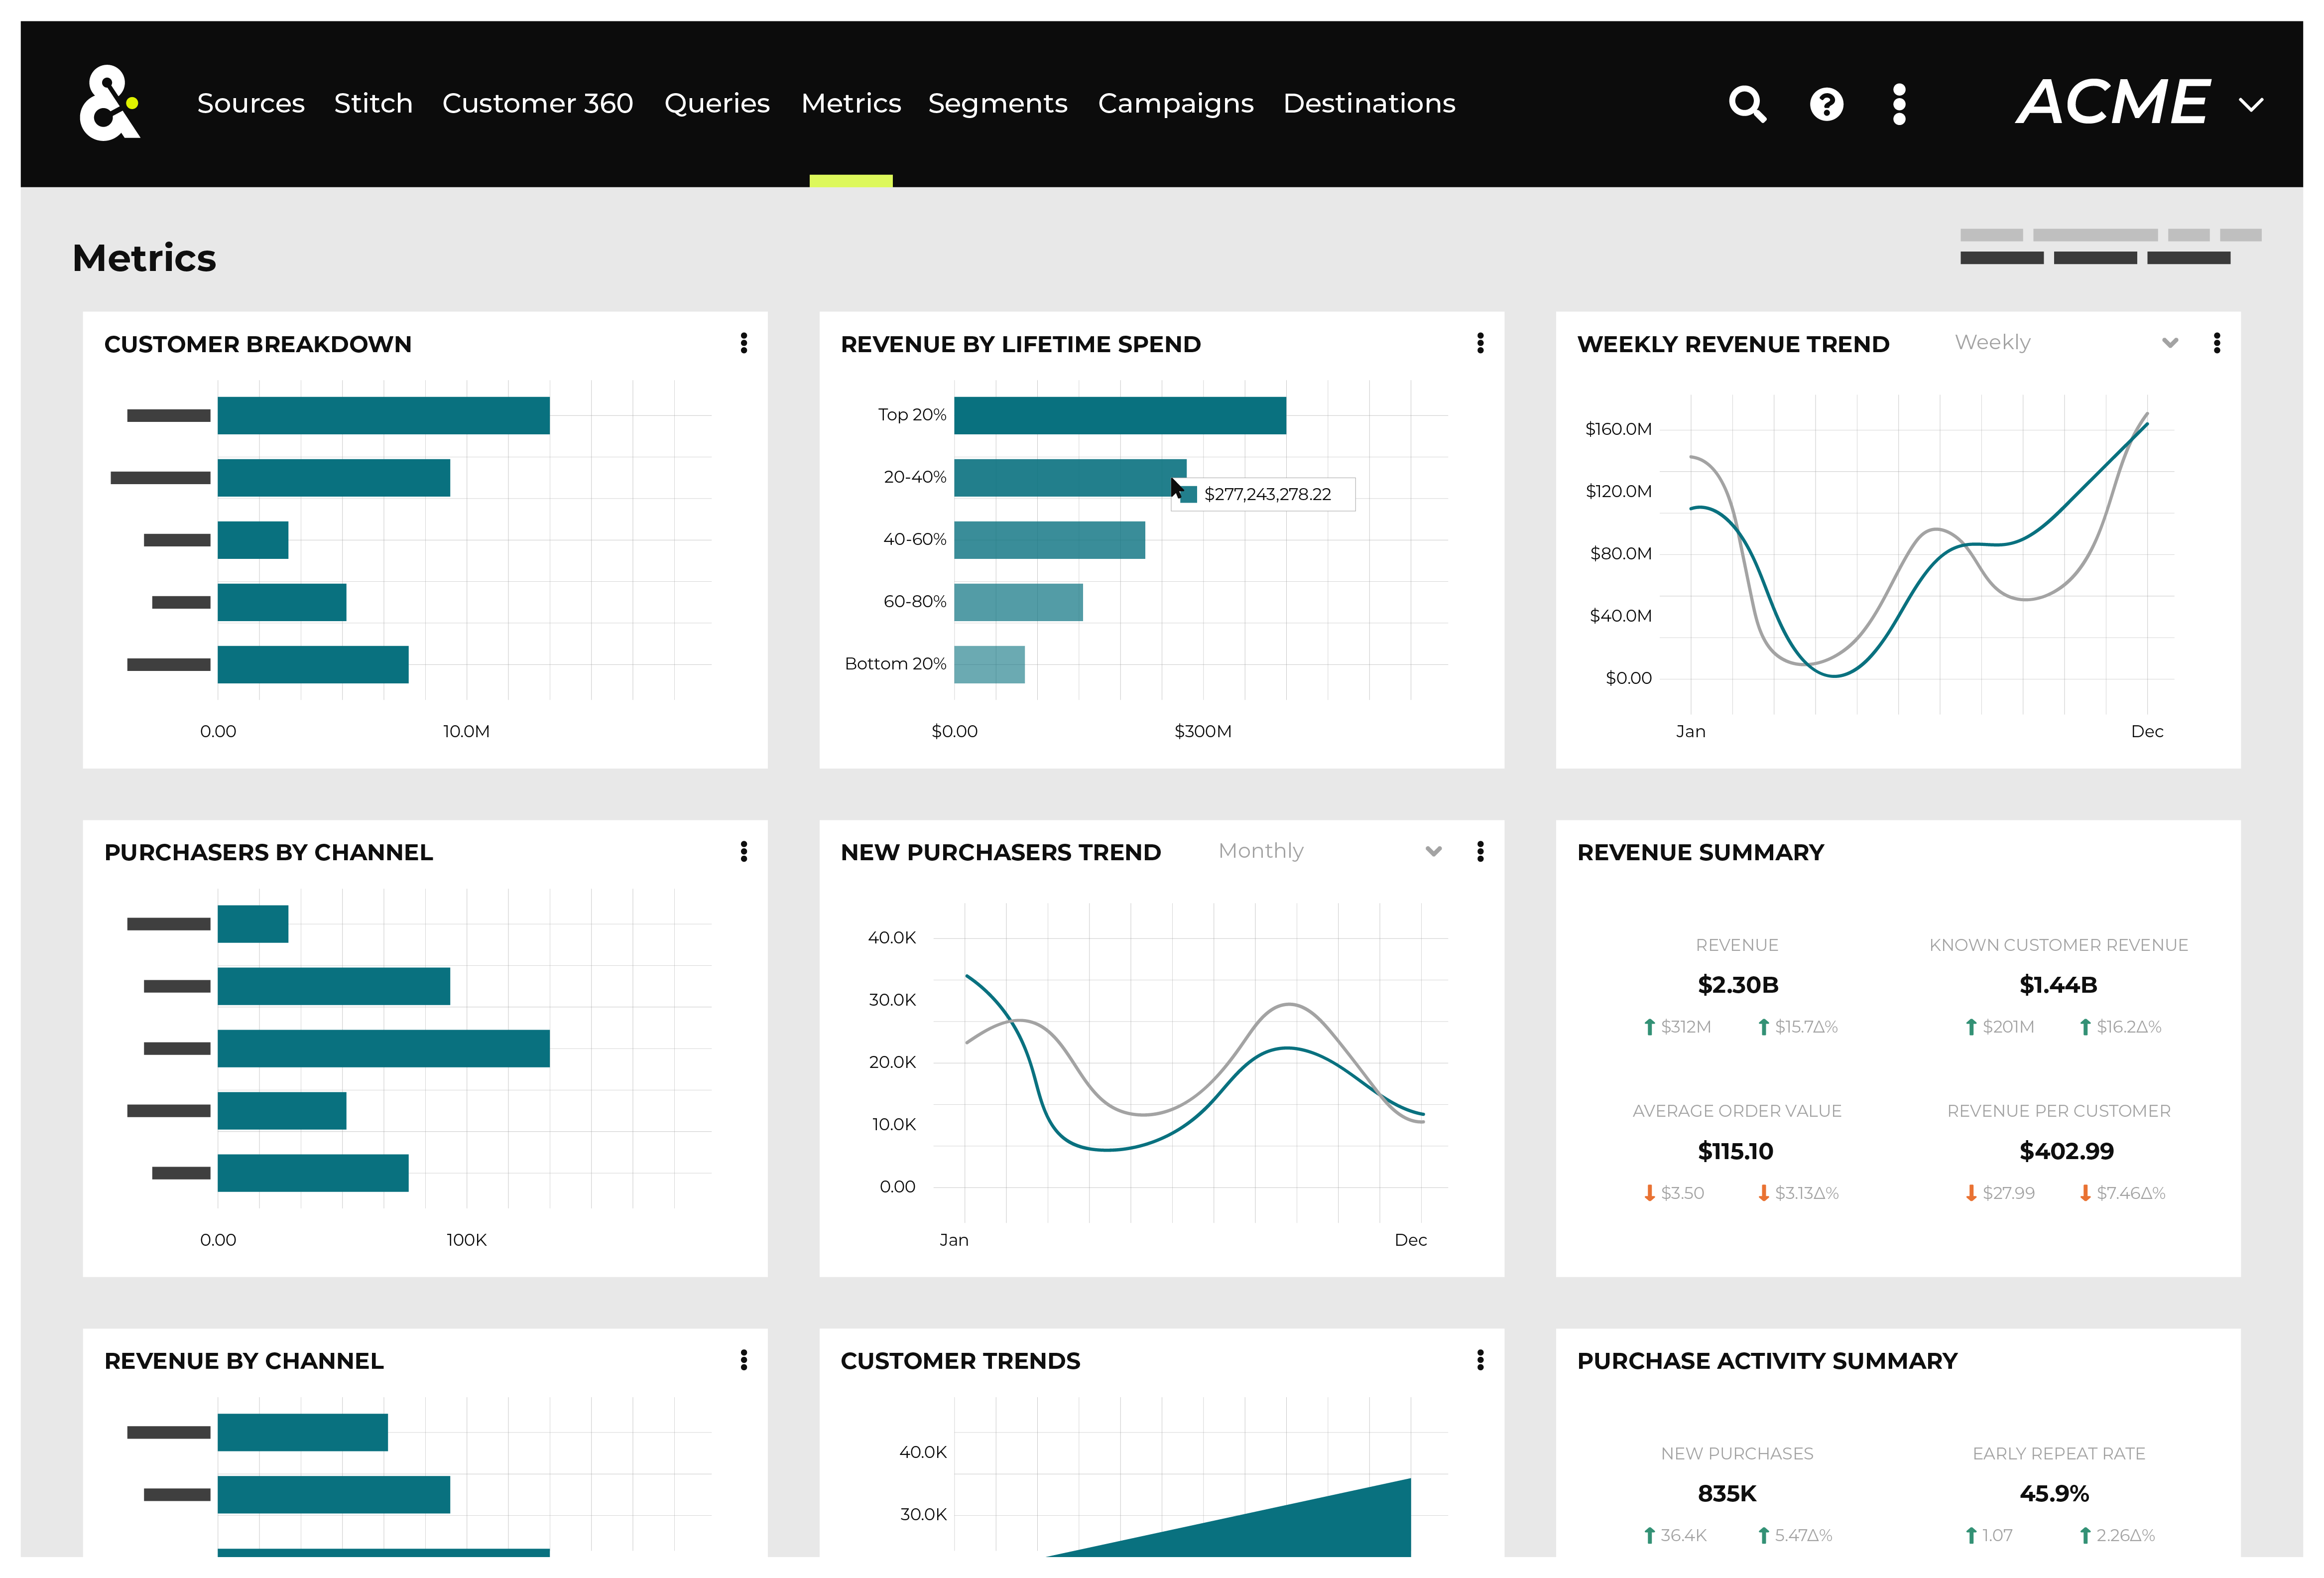 & Sources Stitch Customer 360 Queries Metrics Segments Campaigns Destinations ? ACME
Metrics
CUSTOMER BREAKDOWN
0.00 10.0M
REVENUE BY LIFETIME SPEND
Top 20%
20-40%
$277,243,278.22
40-60%
60-80%
Bottom 20%
$0.00 $300M
WEEKLY REVENUE TREND Weekly
$160.0M
$120.0M
$80.0M
$40.0M
$0.00
Jan Dec
PURCHASERS BY CHANNEL
0.00 100K
NEW PURCHASERS TREND Monthly
40.0K
30.0K
20.0K
10.0K
0.00
Jan Dec
REVENUE SUMMARY
REVENUE KNOWN CUSTOMER REVENUE
$2.30B $1.44B
$312M $15.7Δ% $201M $16.2Δ%
AVERAGE ORDER VALUE REVENUE PER CUSTOMER
$115.10 $402.99
$3.50 $3.13Δ% $27.99 $7.46Δ%
REVENUE BY CHANNEL
CUSTOMER TRENDS
40.0K
30.0K
PURCHASE ACTIVITY SUMMARY
NEW PURCHASES EARLY REPEAT RATE
835K 45.9%
36.4K 5.47Δ% 1.07 2.26Δ%